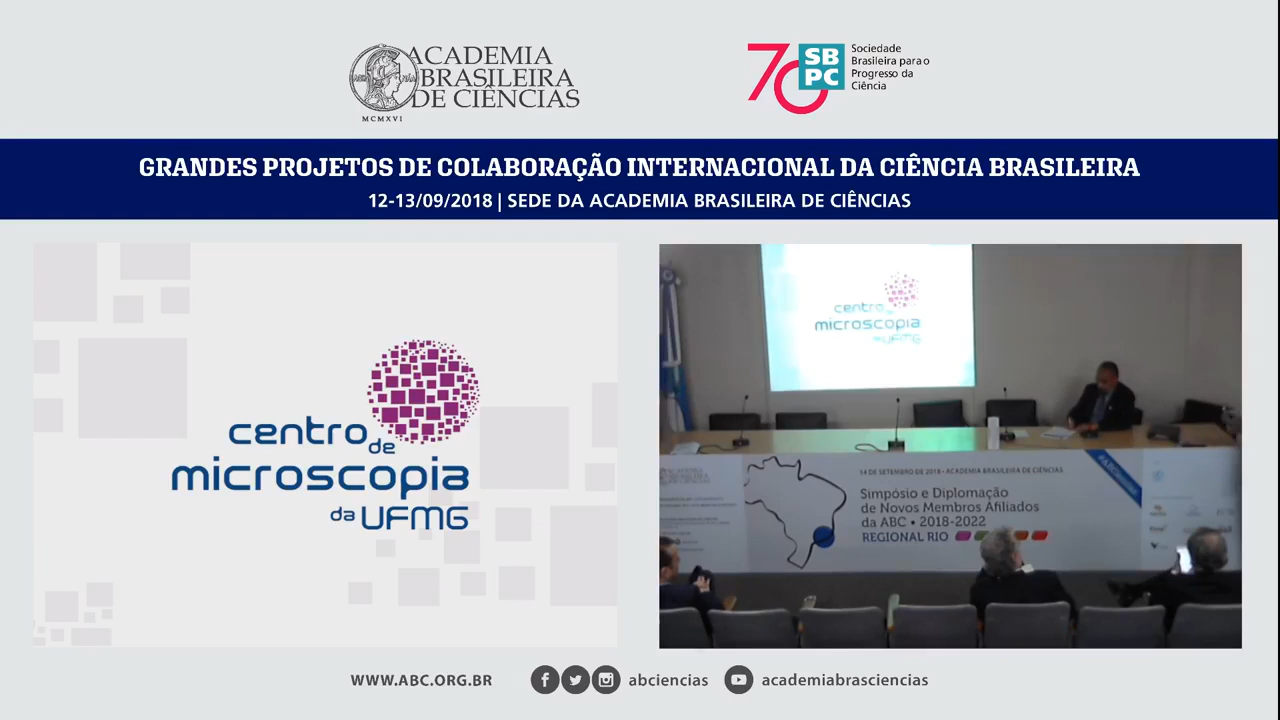 ACADEMIA
BRASILEIRA
DE CIÊNCIAS
MCMXVI
70
SB
PC
Sociedade
Brasileira para o
Progresso da
Ciência
GRANDES PROJETOS DE COLABORAÇÃO INTERNACIONAL DA CIÊNCIA BRASILEIRA
12-13/09/2018 | SEDE DA ACADEMIA BRASILEIRA DE CIÊNCIAS
centro
de
microscopia
da UFMG
centro
de
microscopia
da UFMG
14 DE SETEMBRO DE 2018 • ACADEMIA BRASILEIRA DE CIÊNCIAS
Simpósio e Diplomação
de Novos Membros Afiliados
da ABC • 2018-2022
REGIONAL RIO
WWW.ABC.ORG.BR
abciencias
academiabrasciencias